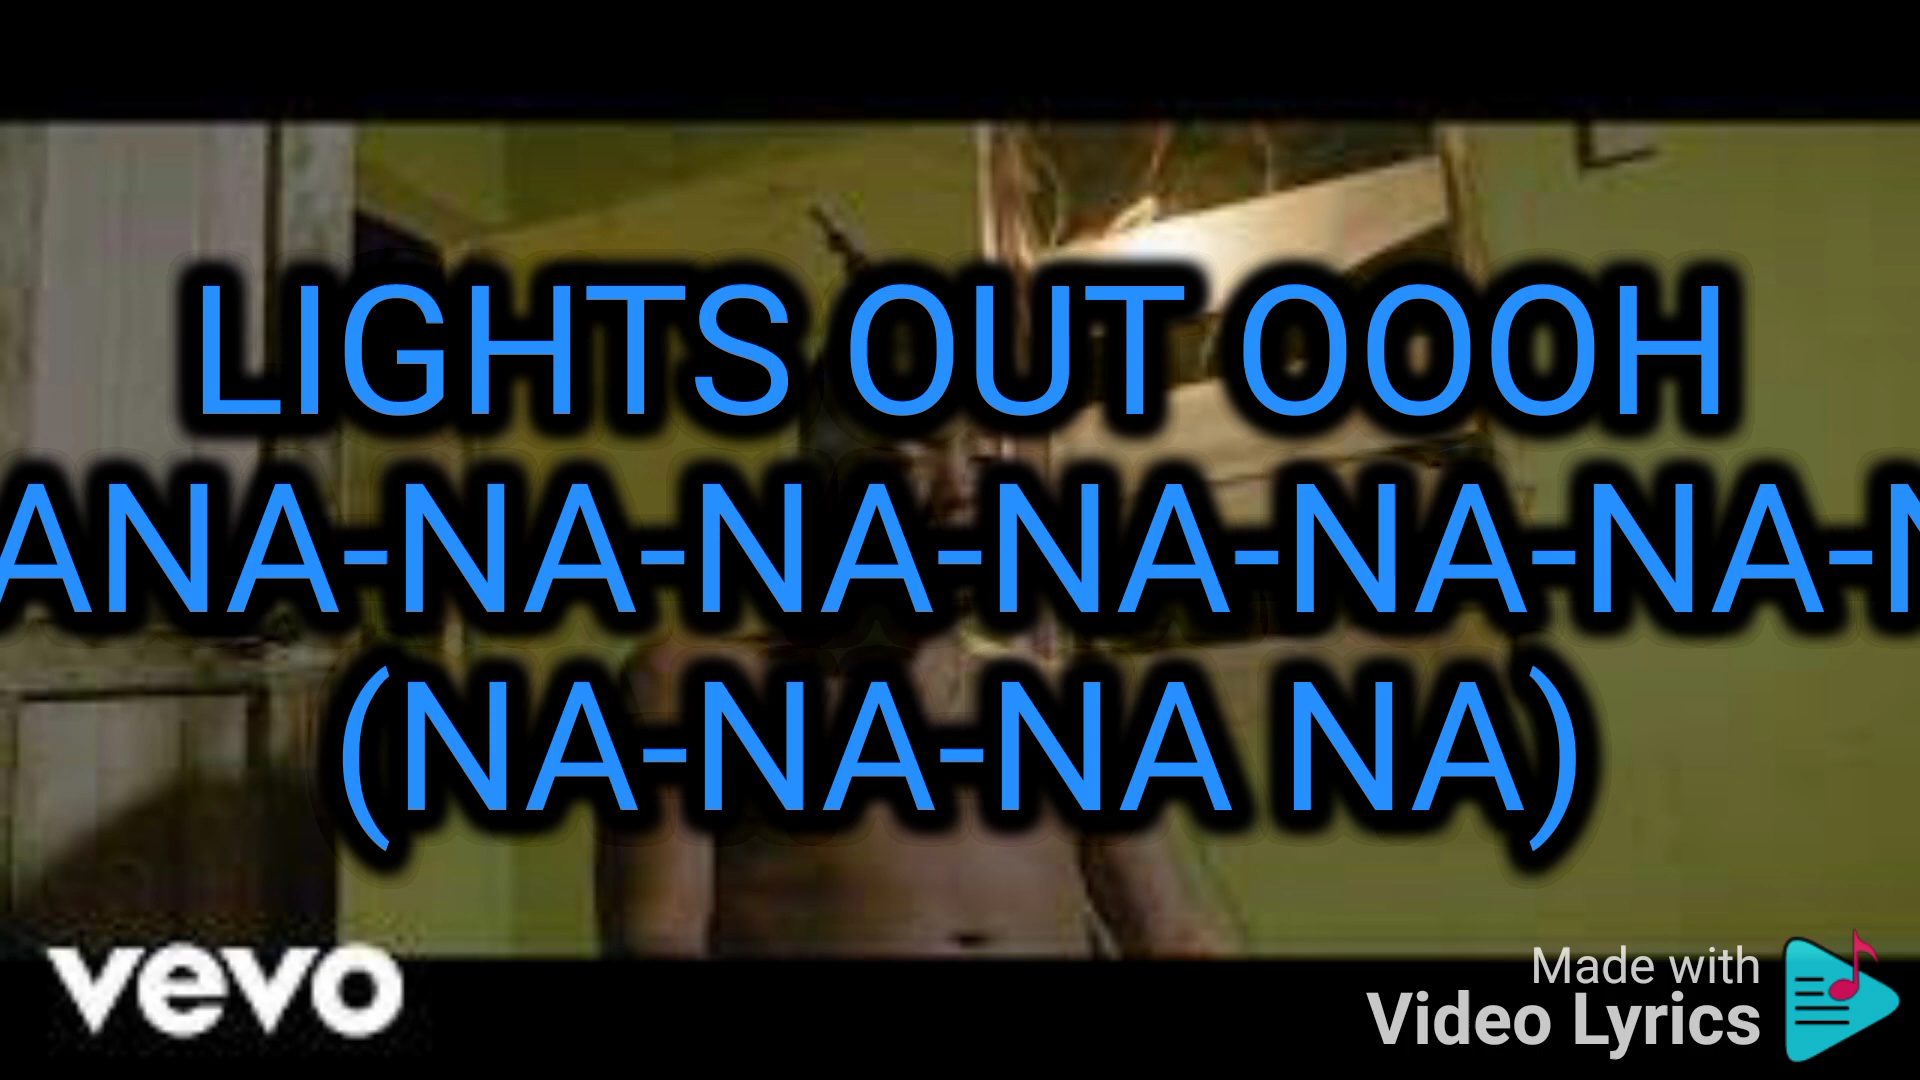 LIGHTS OUT OOOH
ANA-NA-NA-NA-NA-NA-N
(NA-NA-NA NA)
vevo
Made with
Video Lyrics